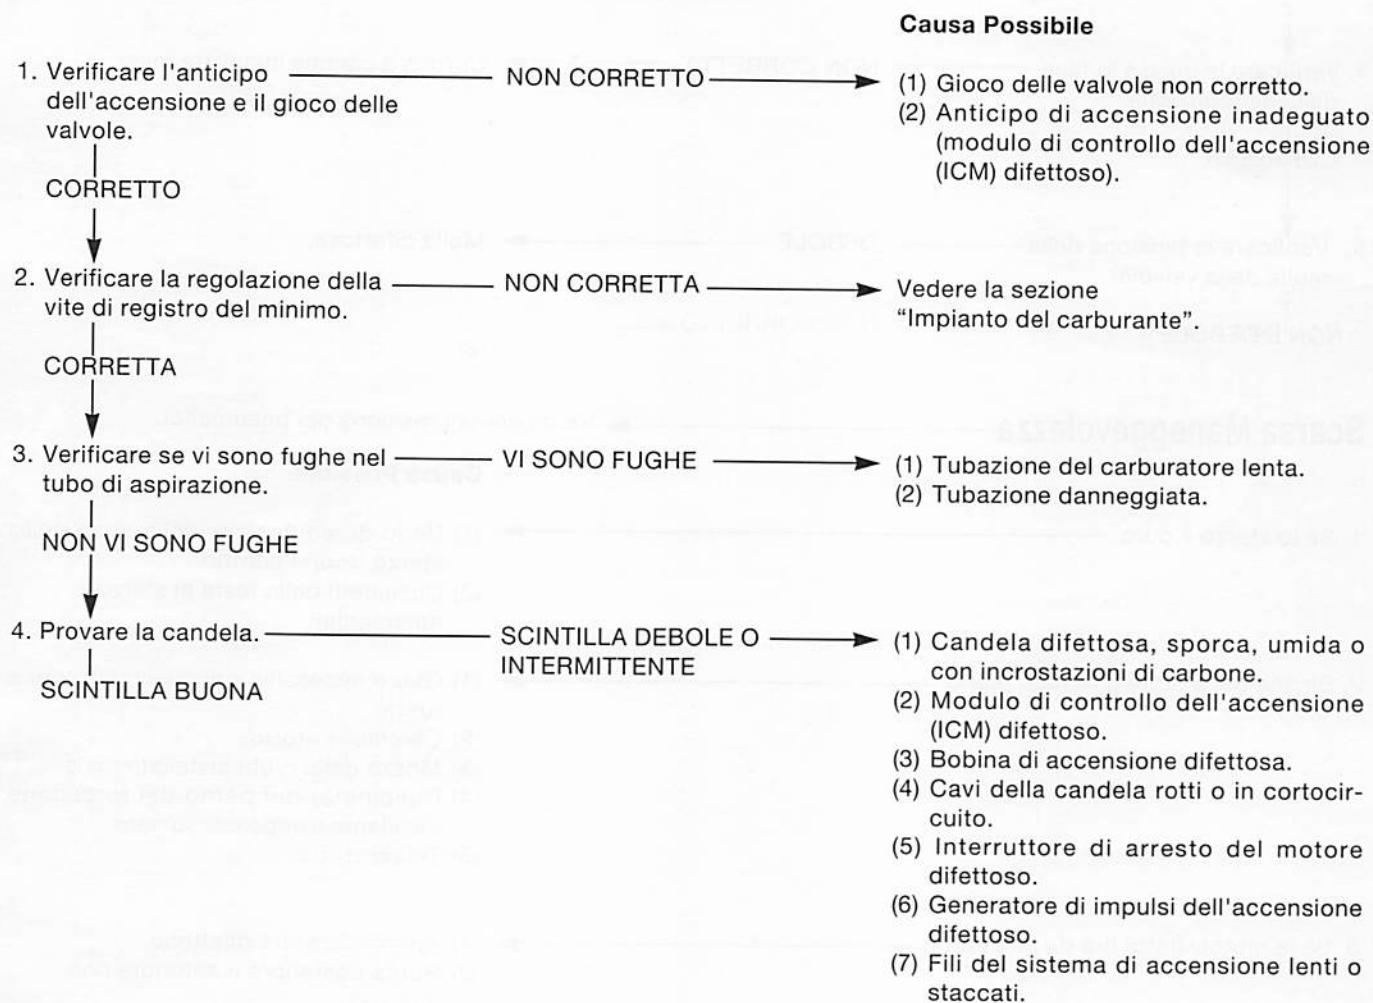 Causa Possibile
1. Verificare l'anticipo dell'accensione e il gioco delle valvole.
NON CORRETTO
(1) Gioco delle valvole non corretto.
(2) Anticipo di accensione inadeguato
(modulo di controllo dell'accensione
(ICM) difettoso).
CORRETTO
2. Verificare la regolazione della
vite di registro del minimo.
NON CORRETTA
Vedere la sezione
“Impianto del carburante”.
CORRETTA
3. Verificare se vi sono fughe nel
tubo di aspirazione.
VI SONO FUGHE
(1) Tubazione del carburatore lenta.
(2) Tubazione danneggiata.
NON VI SONO FUGHE
4. Provare la candela.
SCINTILLA DEBOLE O
INTERMITTENTE
(1) Candela difettosa, sporca, umida o
con incrostazioni di carbone.
(2) Modulo di controllo dell'accensione
(ICM) difettoso.
(3) Bobina di accensione difettosa.
(4) Cavi della candela rotti o in cortocir-
cuito.
(5) Interruttore di arresto del motore
difettoso.
(6) Generatore di impulsi dell'accensione
difettoso.
(7) Fili del sistema di accensione lenti o
staccati.
SCINTILLA BUONA
Scarsa Maneggevolezza